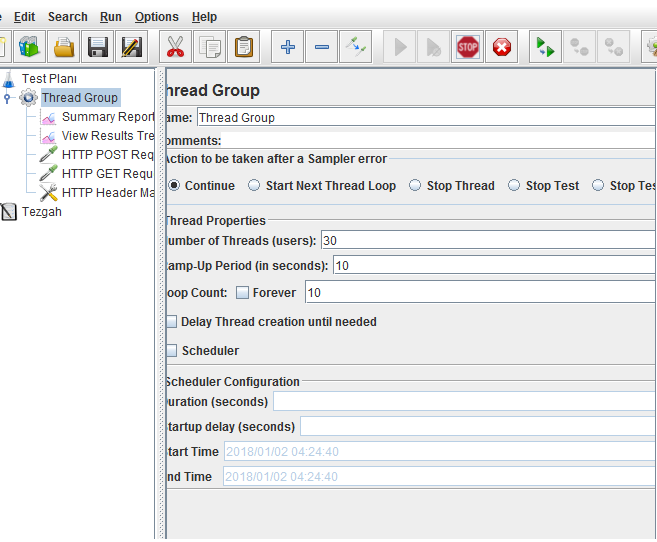 Edit Search Run Options Help
STOP
Test Planı
Thread Group
Summary Report
View Results Tre
HTTP POST Req
HTTP GET Requ
HTTP Header Ma
Tezgah
hread Group
ame: Thread Group
omments:
Action to be taken after a Sampler error
Continue Start Next Thread Loop Stop Thread Stop Test Stop Tes
Thread Properties
umber of Threads (users): 30
amp-Up Period (in seconds): 10
oop Count: Forever 10
Delay Thread creation until needed
Scheduler
Scheduler Configuration
Duration (seconds)
tartup delay (seconds)
tart Time 2018/01/02 04:24:40
nd Time 2018/01/02 04:24:40